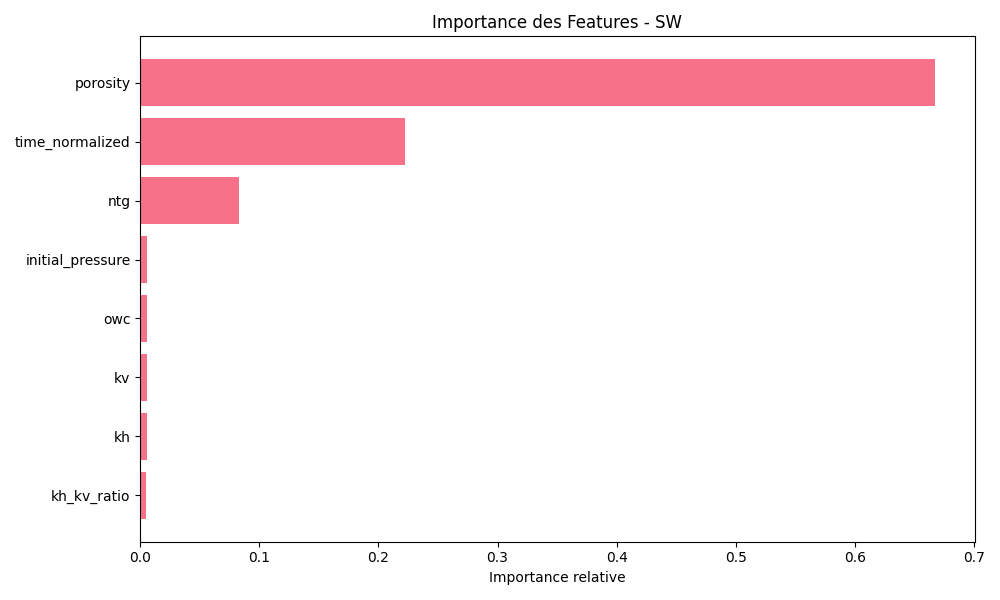 Importance des Features - SW
porosity
time_normalized
ntg
initial_pressure
owc
kv
kh
kh_kv_ratio
0.0 0.1 0.2 0.3 0.4 0.5 0.6 0.7
Importance relative